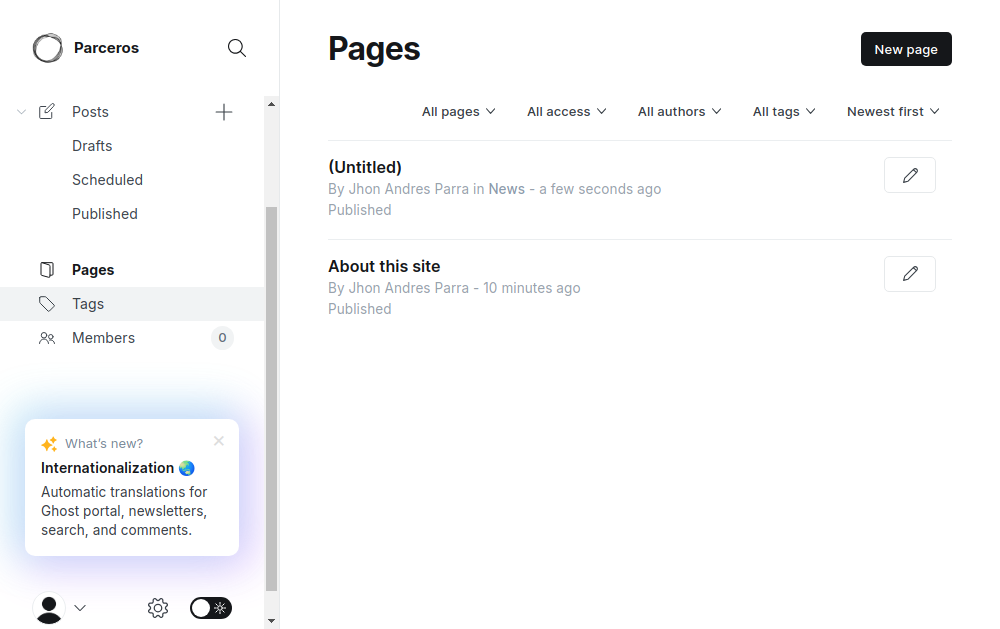 Parceros
Posts
Drafts
Scheduled
Published
Pages
Tags
Members 0
What's new?
Internationalization
Automatic translations for
Ghost portal, newsletters,
search, and comments.
Pages
New page
All pages All access All authors All tags Newest first
(Untitled)
By Jhon Andres Parra in News - a few seconds ago
Published
About this site
By Jhon Andres Parra - 10 minutes ago
Published